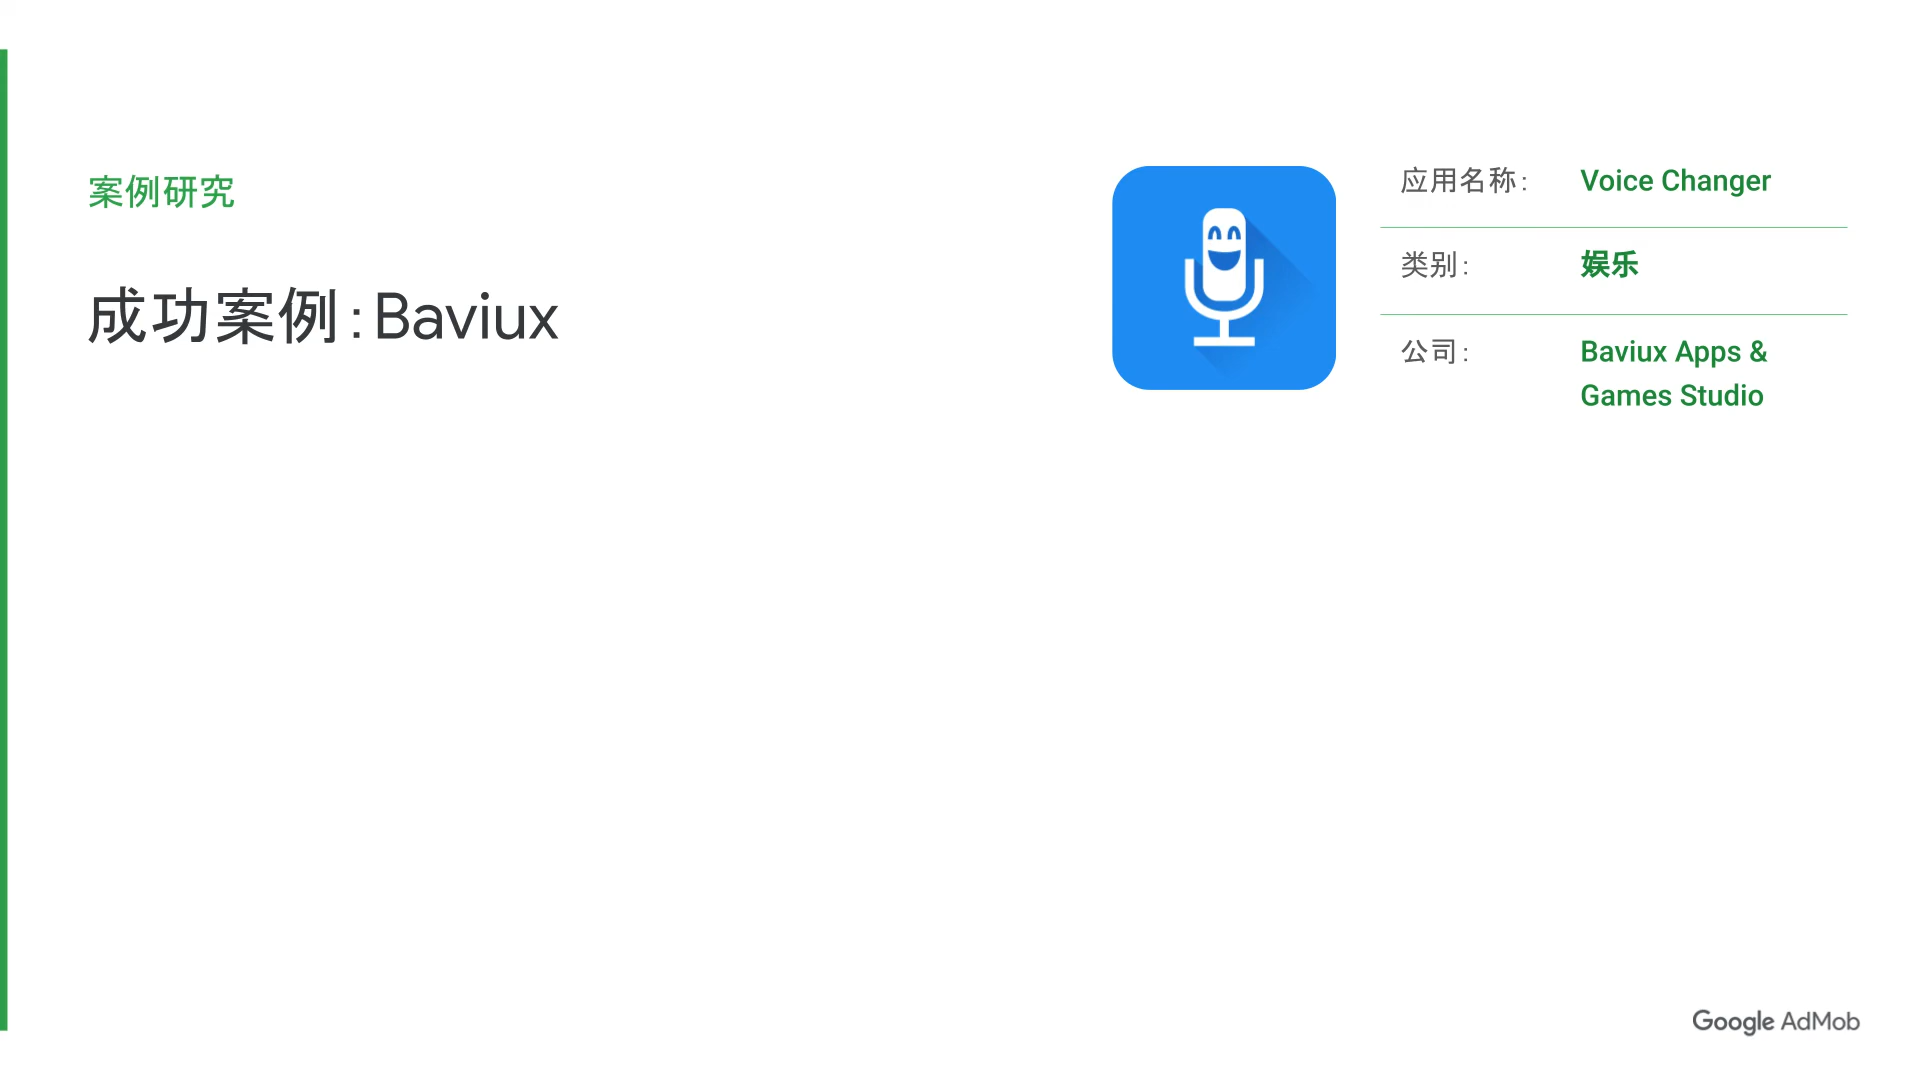 案例研究
成功案例：Baviux
应用名称： Voice Changer
类别： 娱乐
公司： Baviux Apps &
Games Studio
Google AdMob